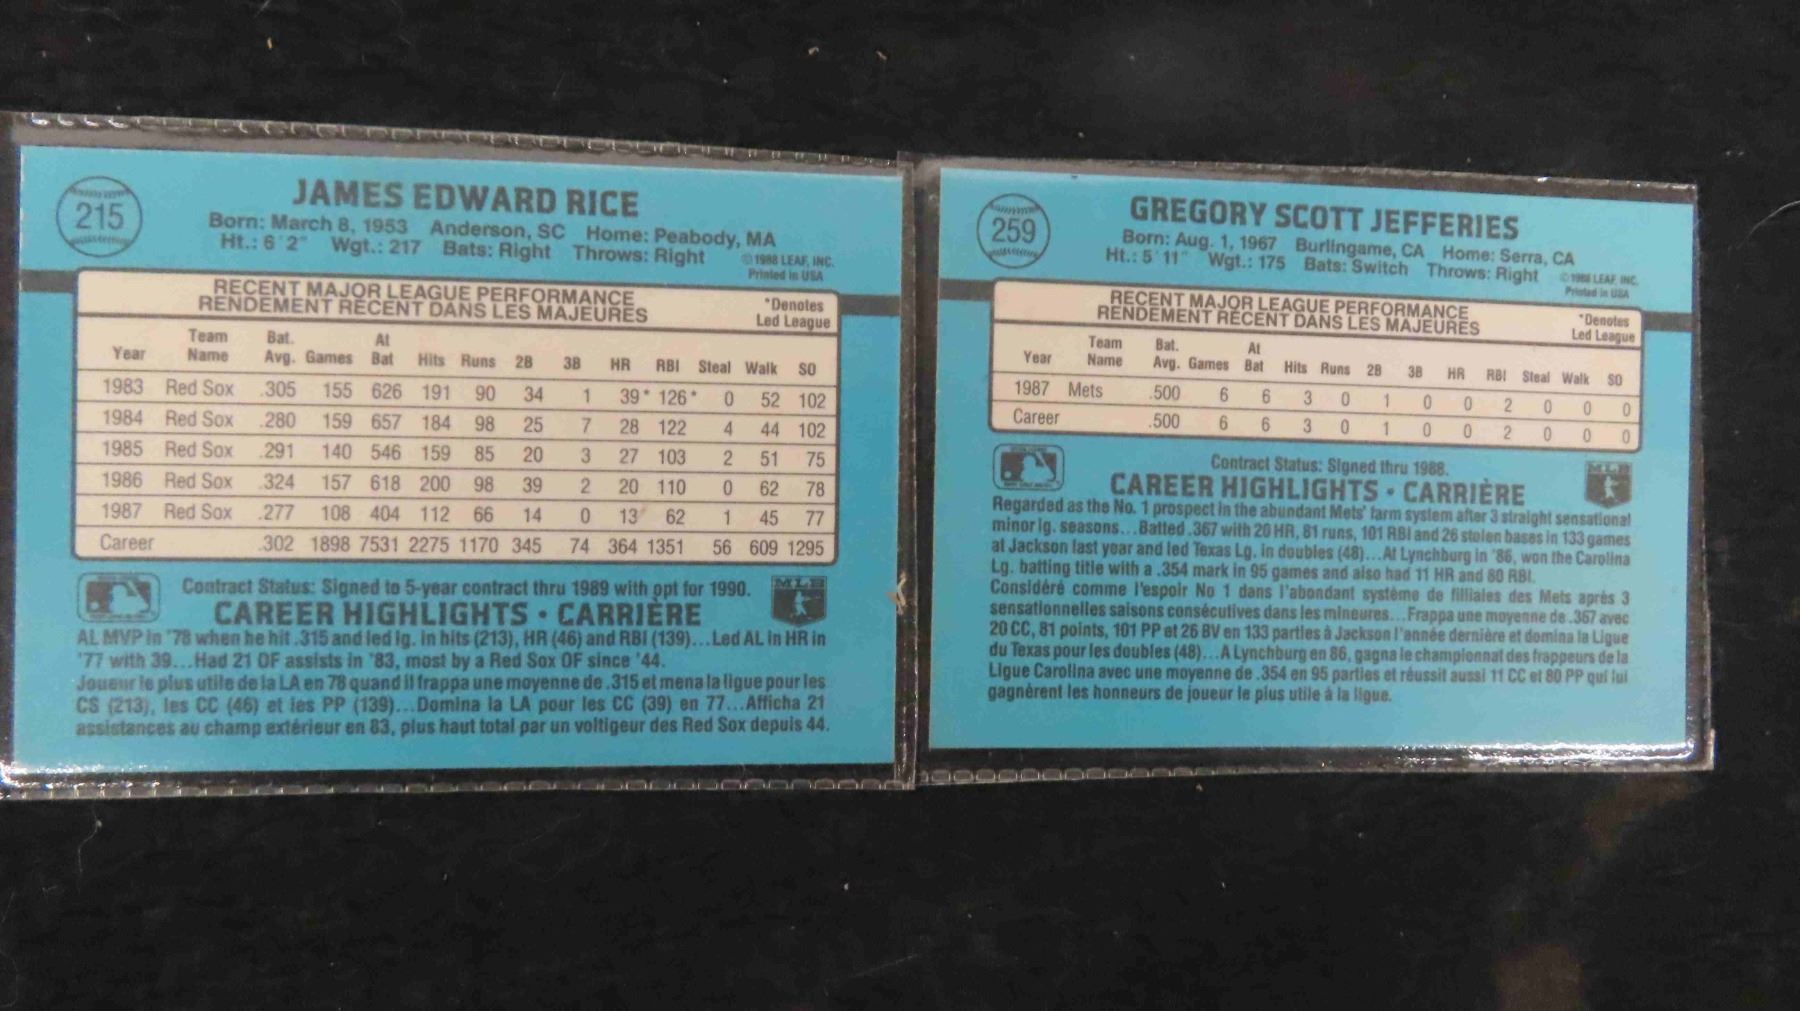 215
JAMES EDWARD RICE
Born: March 8, 1953 Anderson, SC Home: Peabody, MA
Ht.: 6'2" Wgt.: 217 Bats: Right Throws: Right
©1988 LEAF, INC.
Printed in USA
RECENT MAJOR LEAGUE PERFORMANCE
RENDEMENT RÉCENT DANS LES MAJEURES
*Denotes
Led League
Year Team Name Bat. Avg. Games At Bat Hits Runs 2B 3B HR RBI Steal Walk SO
1983 Red Sox .305 155 626 191 90 34 1 39* 126* 0 52 102
1984 Red Sox .280 159 657 184 98 25 7 28 122 4 44 102
1985 Red Sox .291 140 546 159 85 20 3 27 103 2 51 75
1986 Red Sox .324 157 618 200 98 39 2 20 110 0 62 78
1987 Red Sox .277 108 404 112 66 14 0 13 62 1 45 77
Career .302 1898 7531 2275 1170 345 74 364 1351 56 609 1295
Contract Status: Signed to 5-year contract thru 1989 with opt for 1990.
MLB
CAREER HIGHLIGHTS • CARRIÈRE
AL MVP in '78 when he hit .315 and led lg. in hits (213), HR (46) and RBI (139)...Led AL in HR in
'77 with 39...Had 21 OF assists in '83, most by a Red Sox OF since '44.
Joueur le plus utile de la LA en 78 quand il frappa une moyenne de .315 et mena la ligue pour les
CS (213), les CC (46) et les PP (139)...Domina la LA pour les CC (39) en 77...Afficha 21
assistances au champ extérieur en 83, plus haut total par un voltigeur des Red Sox depuis 44.
259
GREGORY SCOTT JEFFERIES
Born: Aug. 1, 1967 Burlingame, CA Home: Serra, CA
Ht.: 5'11" Wgt.: 175 Bats: Switch Throws: Right
©1988 LEAF, INC.
Printed in USA
RECENT MAJOR LEAGUE PERFORMANCE
RENDEMENT RÉCENT DANS LES MAJEURES
*Denotes
Led League
Year Team Name Bat. Avg. Games At Bat Hits Runs 2B 3B HR RBI Steal Walk SO
1987 Mets .500 6 6 3 0 1 0 0 2 0 0 0
Career .500 6 6 3 0 1 0 0 2 0 0 0
Contract Status: Signed thru 1988.
MLB
CAREER HIGHLIGHTS • CARRIÈRE
Regarded as the No. 1 prospect in the abundant Mets' farm system after 3 straight sensational
minor lg. seasons...Batted .367 with 20 HR, 81 runs, 101 RBI and 26 stolen bases in 133 games
at Jackson last year and led Texas Lg. in doubles (48)...At Lynchburg in '86, won the Carolina
Lg. batting title with a .354 mark in 95 games and also had 11 HR and 80 RBI.
Considéré comme l'espoir No 1 dans l'abondant système de filliales des Mets après 3
sensationnelles saisons consécutives dans les mineures...Frappa une moyenne de .367 avec
20 CC, 81 points, 101 PP et 26 BV en 133 parties à Jackson l'année dernière et domina la Ligue
du Texas pour les doubles (48)...A Lynchburg en 86, gagna le championnat des frappeurs de la
Ligue Carolina avec une moyenne de .354 en 95 parties et réussit aussi 11 CC et 80 PP qui lui
gagnèrent les honneurs de joueur le plus utile à la ligue.